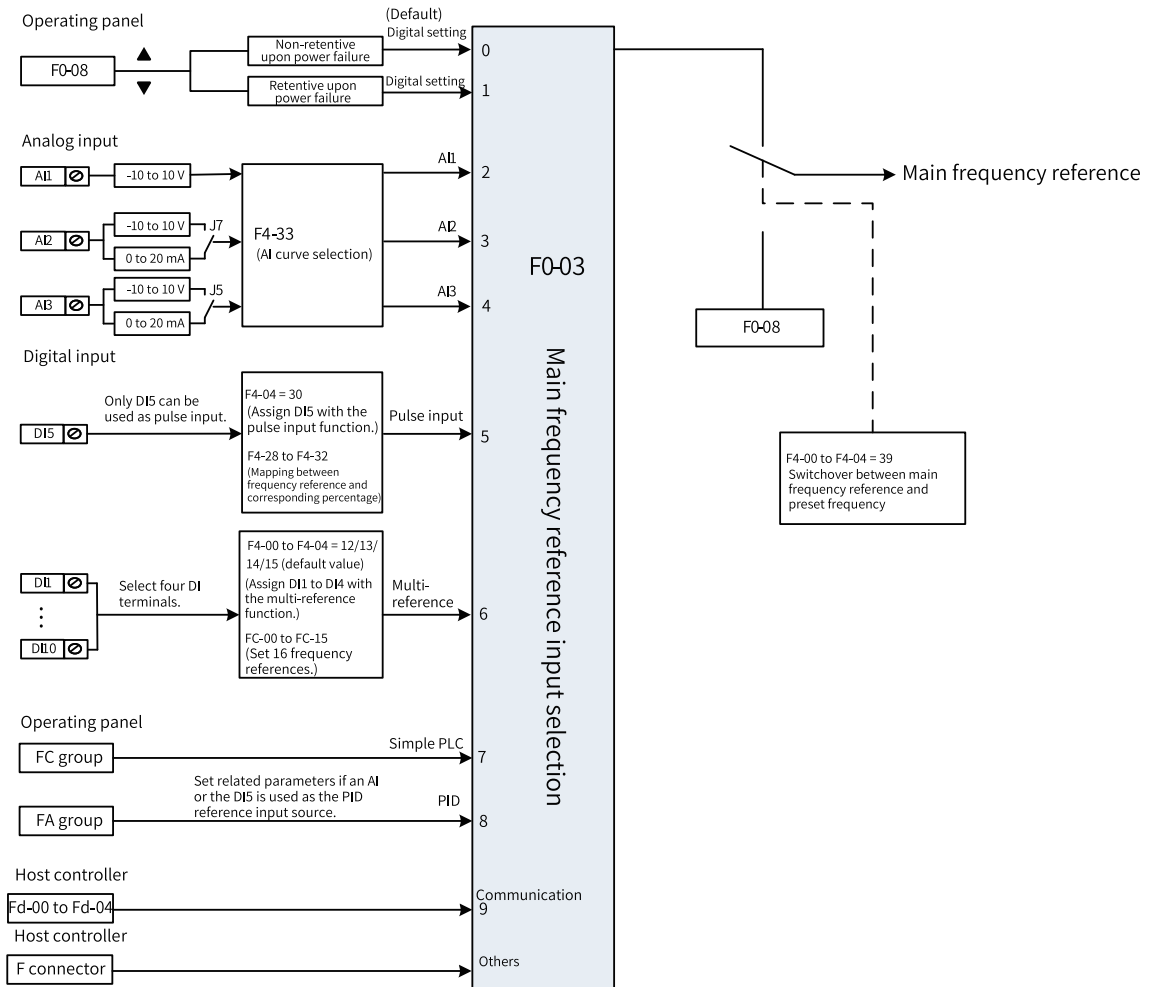 Operating panel
(Default)
Digital setting
F0-08
▲
▼
Non-retentive
upon power failure
0
Retentive upon
power failure
Digital setting
1
Analog input
AI1
-10 to 10 V
AI1
2
AI2
-10 to 10 V
0 to 20 mA
J7
F4-33
(AI curve selection)
AI2
3
AI3
-10 to 10 V
0 to 20 mA
J5
AI3
4
F0-03
Main frequency reference input selection
Main frequency reference
F0-08
F4-00 to F4-04 = 39
Switchover between main
frequency reference and
preset frequency
Digital input
DI5
Only DI5 can be
used as pulse input.
F4-04 = 30
(Assign DI5 with the
pulse input function.)
F4-28 to F4-32
(Mapping between
frequency reference and
corresponding percentage)
Pulse input
5
DI1
⋮
DI10
Select four DI
terminals.
F4-00 to F4-04 = 12/13/
14/15 (default value)
(Assign DI1 to DI4 with
the multi-reference
function.)
FC-00 to FC-15
(Set 16 frequency
references.)
Multi-
reference
6
Operating panel
FC group
Simple PLC
7
FA group
Set related parameters if an AI
or the DI5 is used as the PID
reference input source.
PID
8
Host controller
Fd-00 to Fd-04
Communication
9
Host controller
F connector
Others